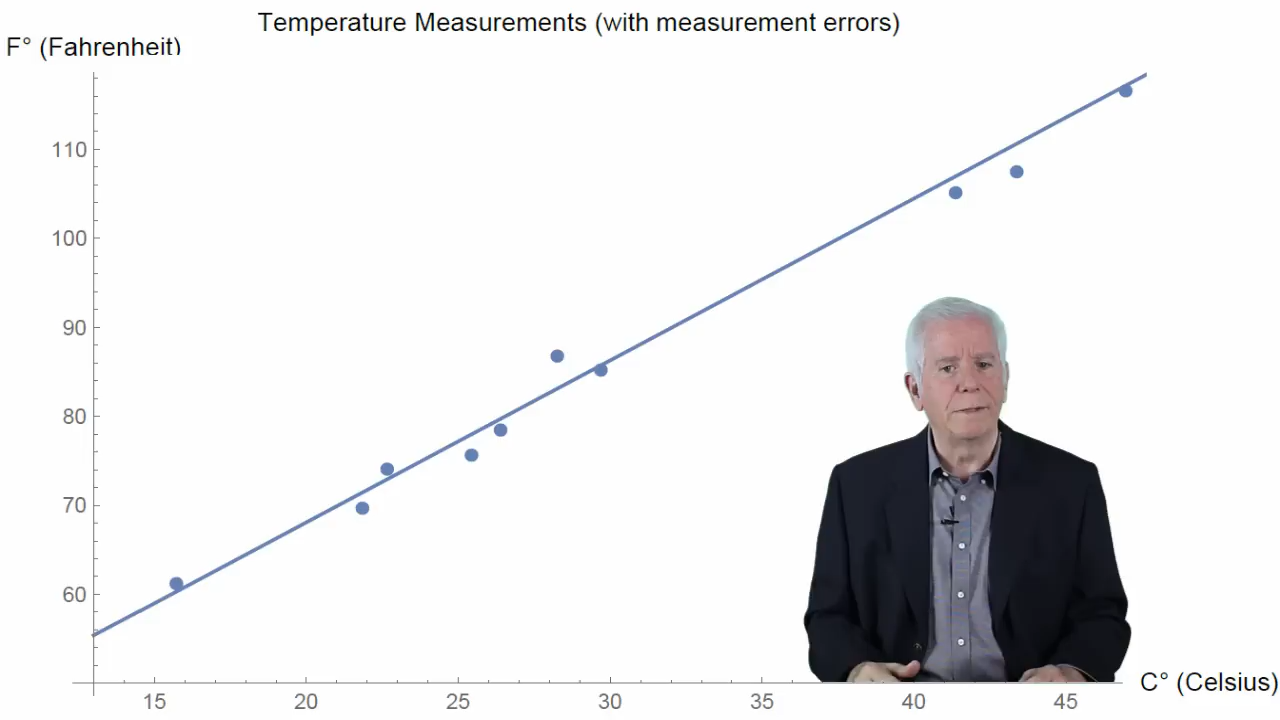 Temperature Measurements (with measurement errors)
F° (Fahrenheit)
110
100
90
80
70
60
15 20 25 30 35 40 45
C° (Celsius)